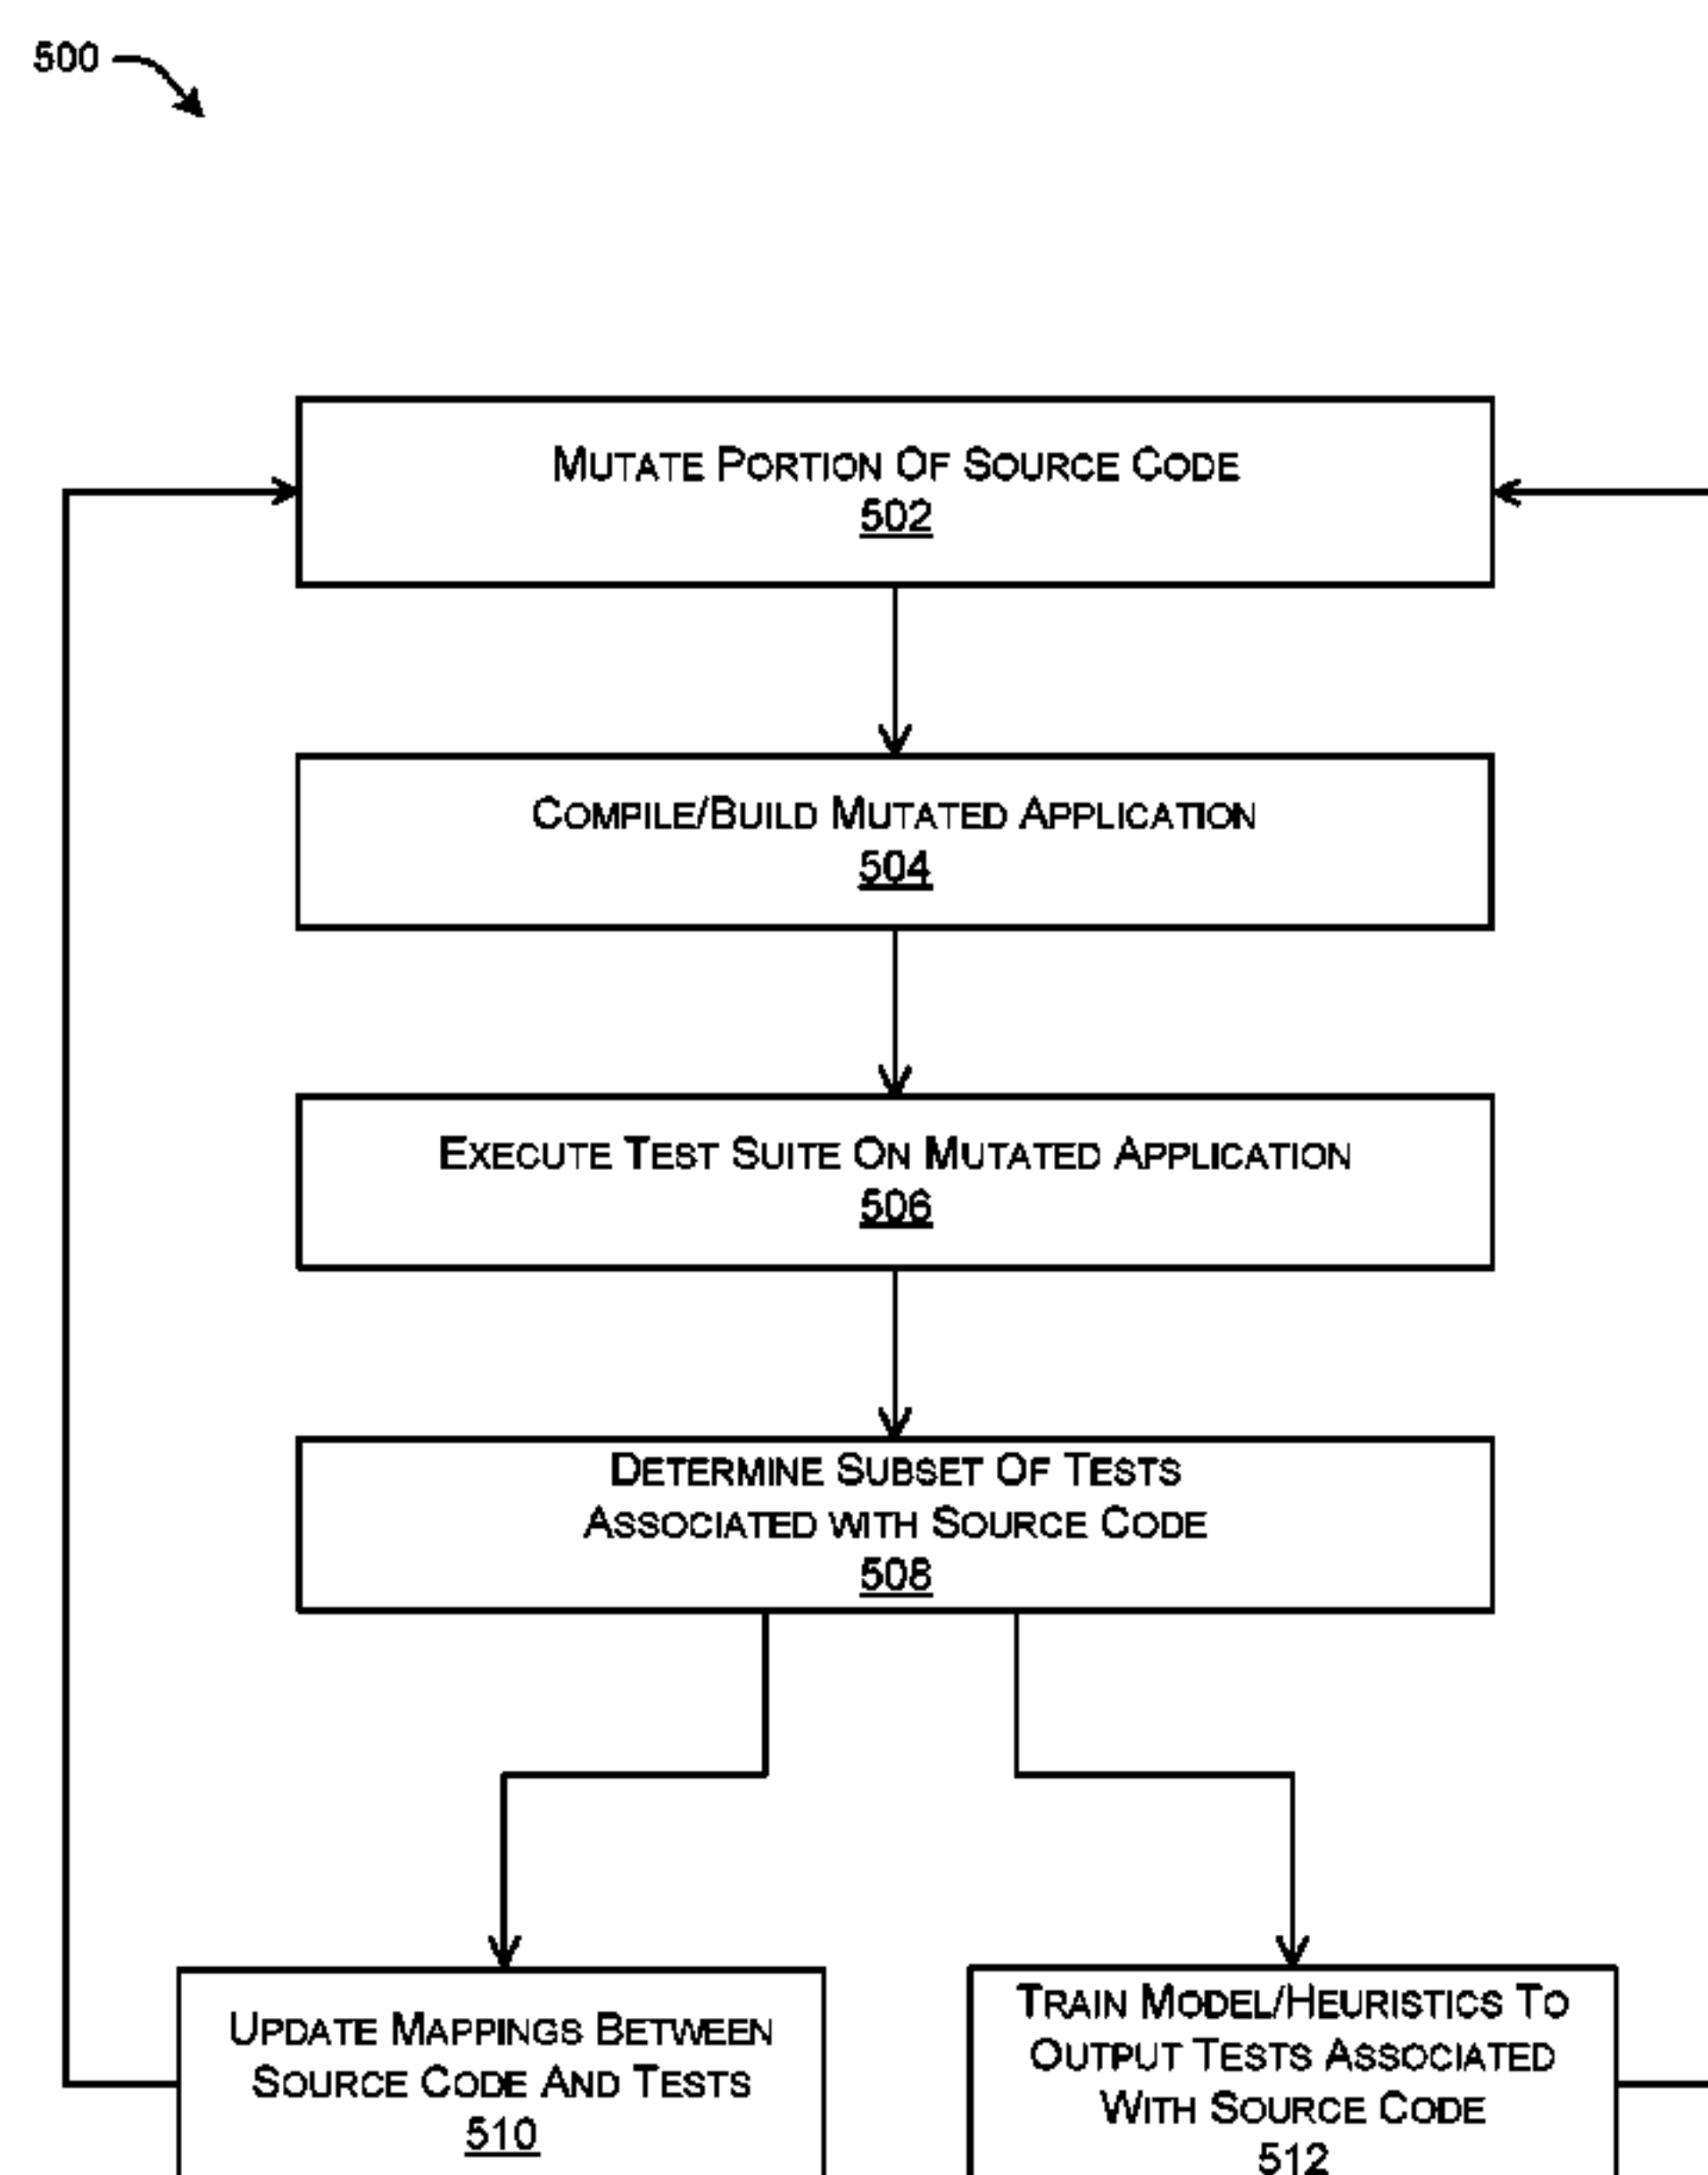 500
MUTATE PORTION OF SOURCE CODE
502
COMPILE/BUILD MUTATED APPLICATION
504
EXECUTE TEST SUITE ON MUTATED APPLICATION
506
DETERMINE SUBSET OF TESTS
ASSOCIATED WITH SOURCE CODE
508
UPDATE MAPPINGS BETWEEN
SOURCE CODE AND TESTS
510
TRAIN MODEL/HEURISTICS TO
OUTPUT TESTS ASSOCIATED
WITH SOURCE CODE
512